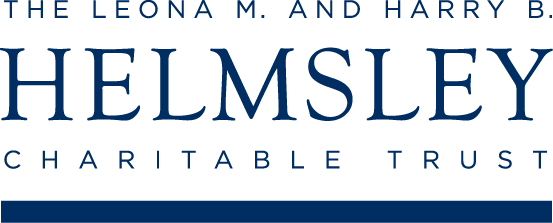 THE LEONA M. AND HARRY B.
HELMSLEY
CHARITABLE TRUST